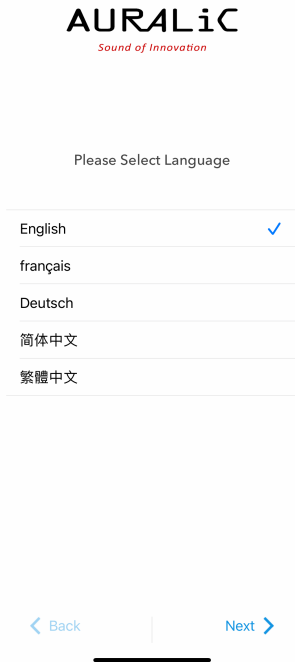 AURALiC
Sound of Innovation
Please Select Language
English
français
Deutsch
简体中文
繁體中文
Back
Next